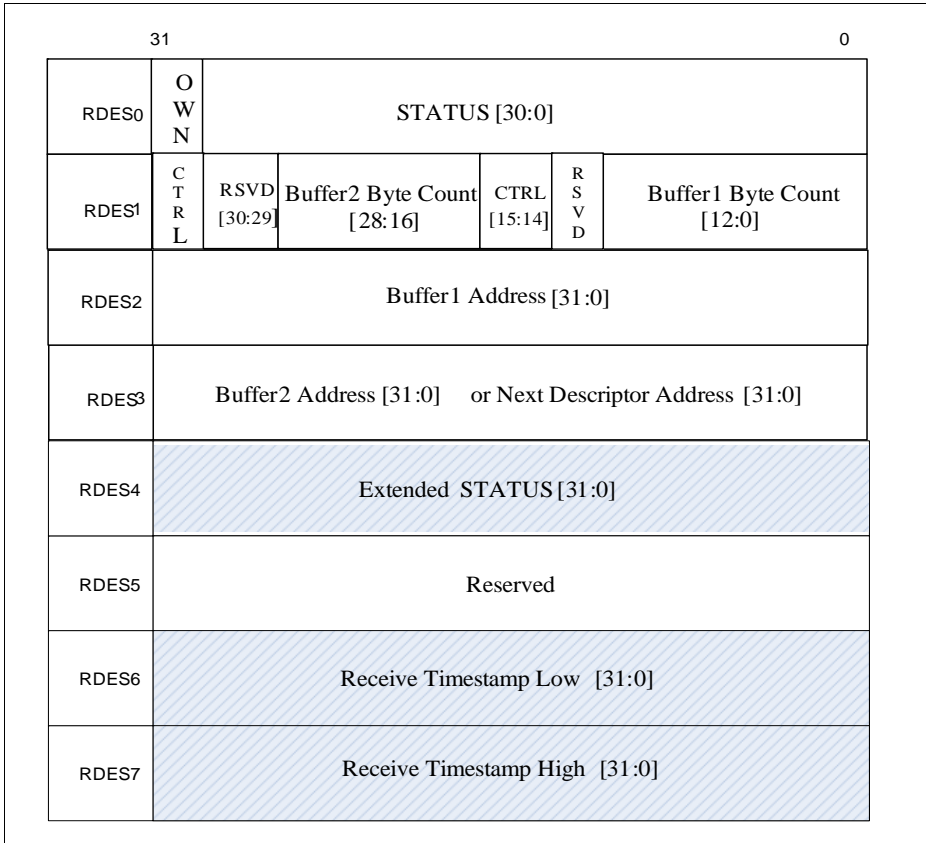 31 0
RDES0 OWN STATUS [30:0]
RDES1 CTRL RSVD [30:29] Buffer2 Byte Count [28:16] CTRL [15:14] RSVD Buffer1 Byte Count [12:0]
RDES2 Buffer1 Address [31:0]
RDES3 Buffer2 Address [31:0] or Next Descriptor Address [31:0]
RDES4 Extended STATUS [31:0]
RDES5 Reserved
RDES6 Receive Timestamp Low [31:0]
RDES7 Receive Timestamp High [31:0]